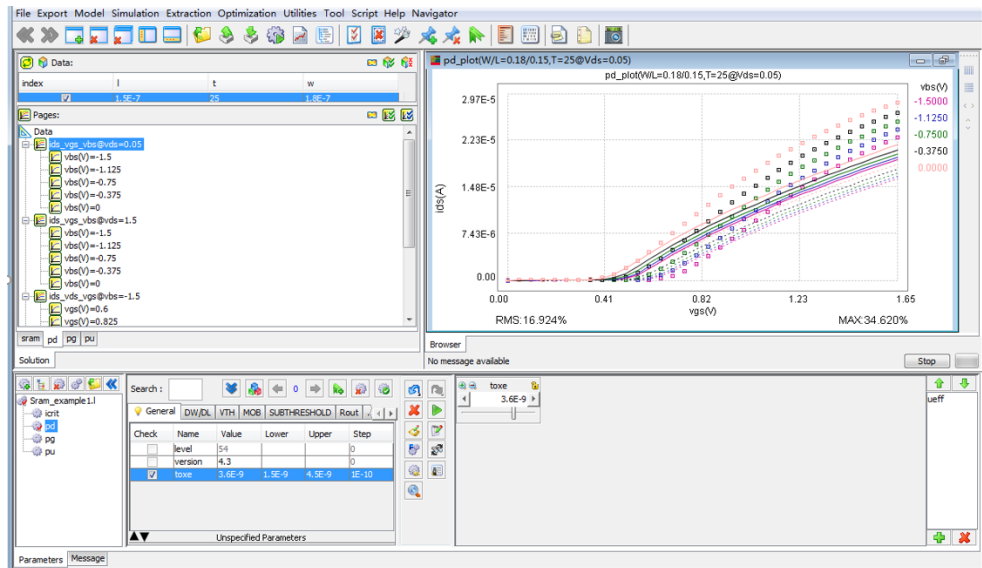 File Export Model Simulation Extraction Optimization Utilities Tool Script Help Navigator
Data:
index l t w
1.5E-7 25 1.8E-7
Pages:
Data
ids_vgs_vbs@vds=0.05
vbs(V)=-1.5
vbs(V)=-1.125
vbs(V)=-0.75
vbs(V)=-0.375
vbs(V)=0
ids_vgs_vbs@vds=1.5
vbs(V)=-1.5
vbs(V)=-1.125
vbs(V)=-0.75
vbs(V)=-0.375
vbs(V)=0
ids_vds_vgs@vbs=-1.5
vgs(V)=0.6
vgs(V)=0.825
sram pd pg pu
Solution
pd_plot(W/L=0.18/0.15,T=25@Vds=0.05)
pd_plot(W/L=0.18/0.15,T=25@Vds=0.05)
vbs(V)
-1.5000
-1.1250
-0.7500
-0.3750
0.0000
2.97E-5
2.23E-5
1.48E-5
7.43E-6
0.00
ids(A)
0.00 0.41 0.82 1.23 1.65
vgs(V)
RMS:16.924% MAX:34.620%
Browser
No message available Stop
Sram_example1.l
icrit
pd
pg
pu
Search : 0
General DW/DL VTH MOB SUBTHRESHOLD Rout
Check Name Value Lower Upper Step
level 54 0
version 4.3 0
toxe 3.6E-9 1.5E-9 4.5E-9 1E-10
Unspecified Parameters
toxe
3.6E-9
ueff
Parameters Message